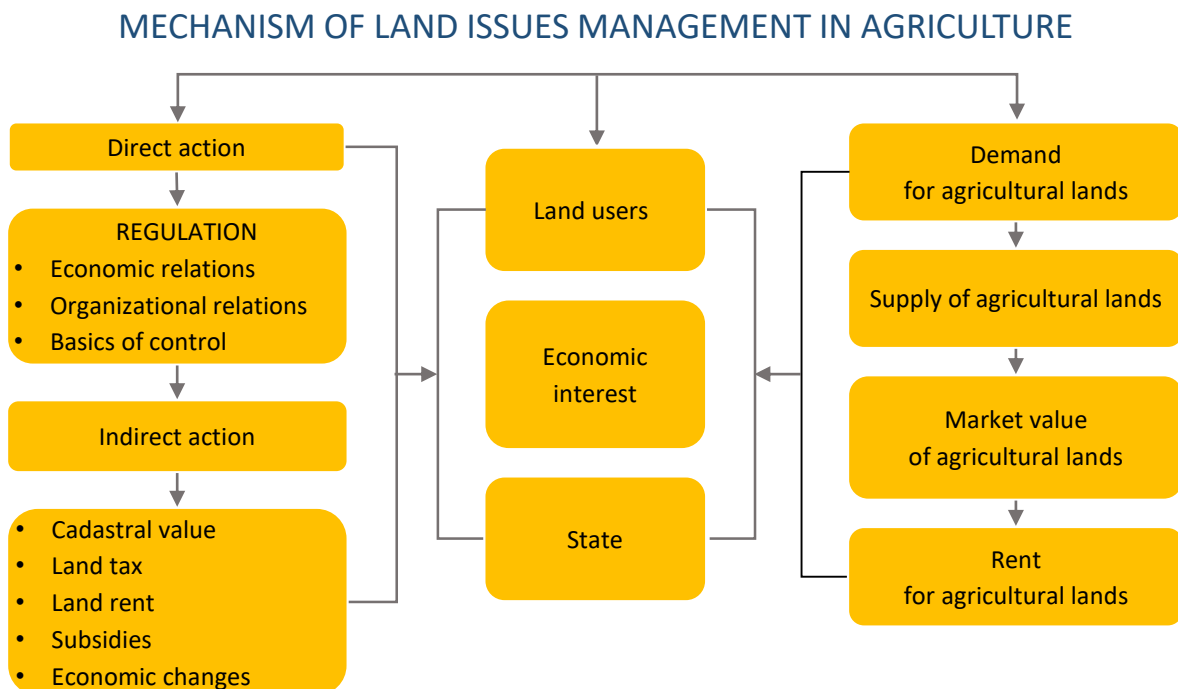 MECHANISM OF LAND ISSUES MANAGEMENT IN AGRICULTURE
Direct action
REGULATION
• Economic relations
• Organizational relations
• Basics of control
Indirect action
• Cadastral value
• Land tax
• Land rent
• Subsidies
• Economic changes
Land users
Economic
interest
State
Demand
for agricultural lands
Supply of agricultural lands
Market value
of agricultural lands
Rent
for agricultural lands